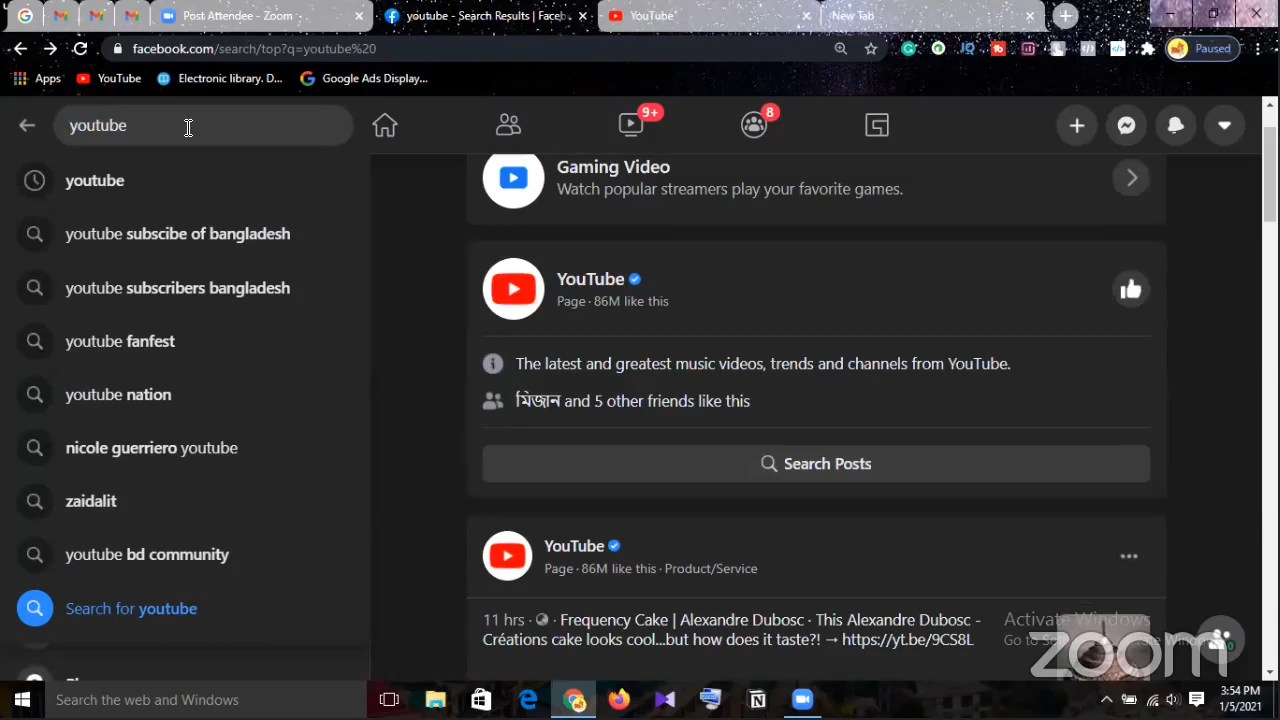 Post Attendee - Zoom
youtube - Search Results | Faceb
YouTube
New Tab
facebook.com/search/top?q=youtube%20
Paused
Apps
YouTube
Electronic library. D...
Google Ads Display...
youtube
9+
8
youtube
youtube subscibe of bangladesh
youtube subscribers bangladesh
youtube fanfest
youtube nation
nicole guerriero youtube
zaidalit
youtube bd community
Search for youtube
Gaming Video
Watch popular streamers play your favorite games.
YouTube
Page · 86M like this
The latest and greatest music videos, trends and channels from YouTube.
মিজান and 5 other friends like this
Search Posts
YouTube
Page · 86M like this · Product/Service
11 hrs · Frequency Cake | Alexandre Dubosc · This Alexandre Dubosc -
Créations cake looks cool...but how does it taste?! → https://yt.be/9CS8L
Activate Windows
zoom
Search the web and Windows
3:54 PM
1/5/2021